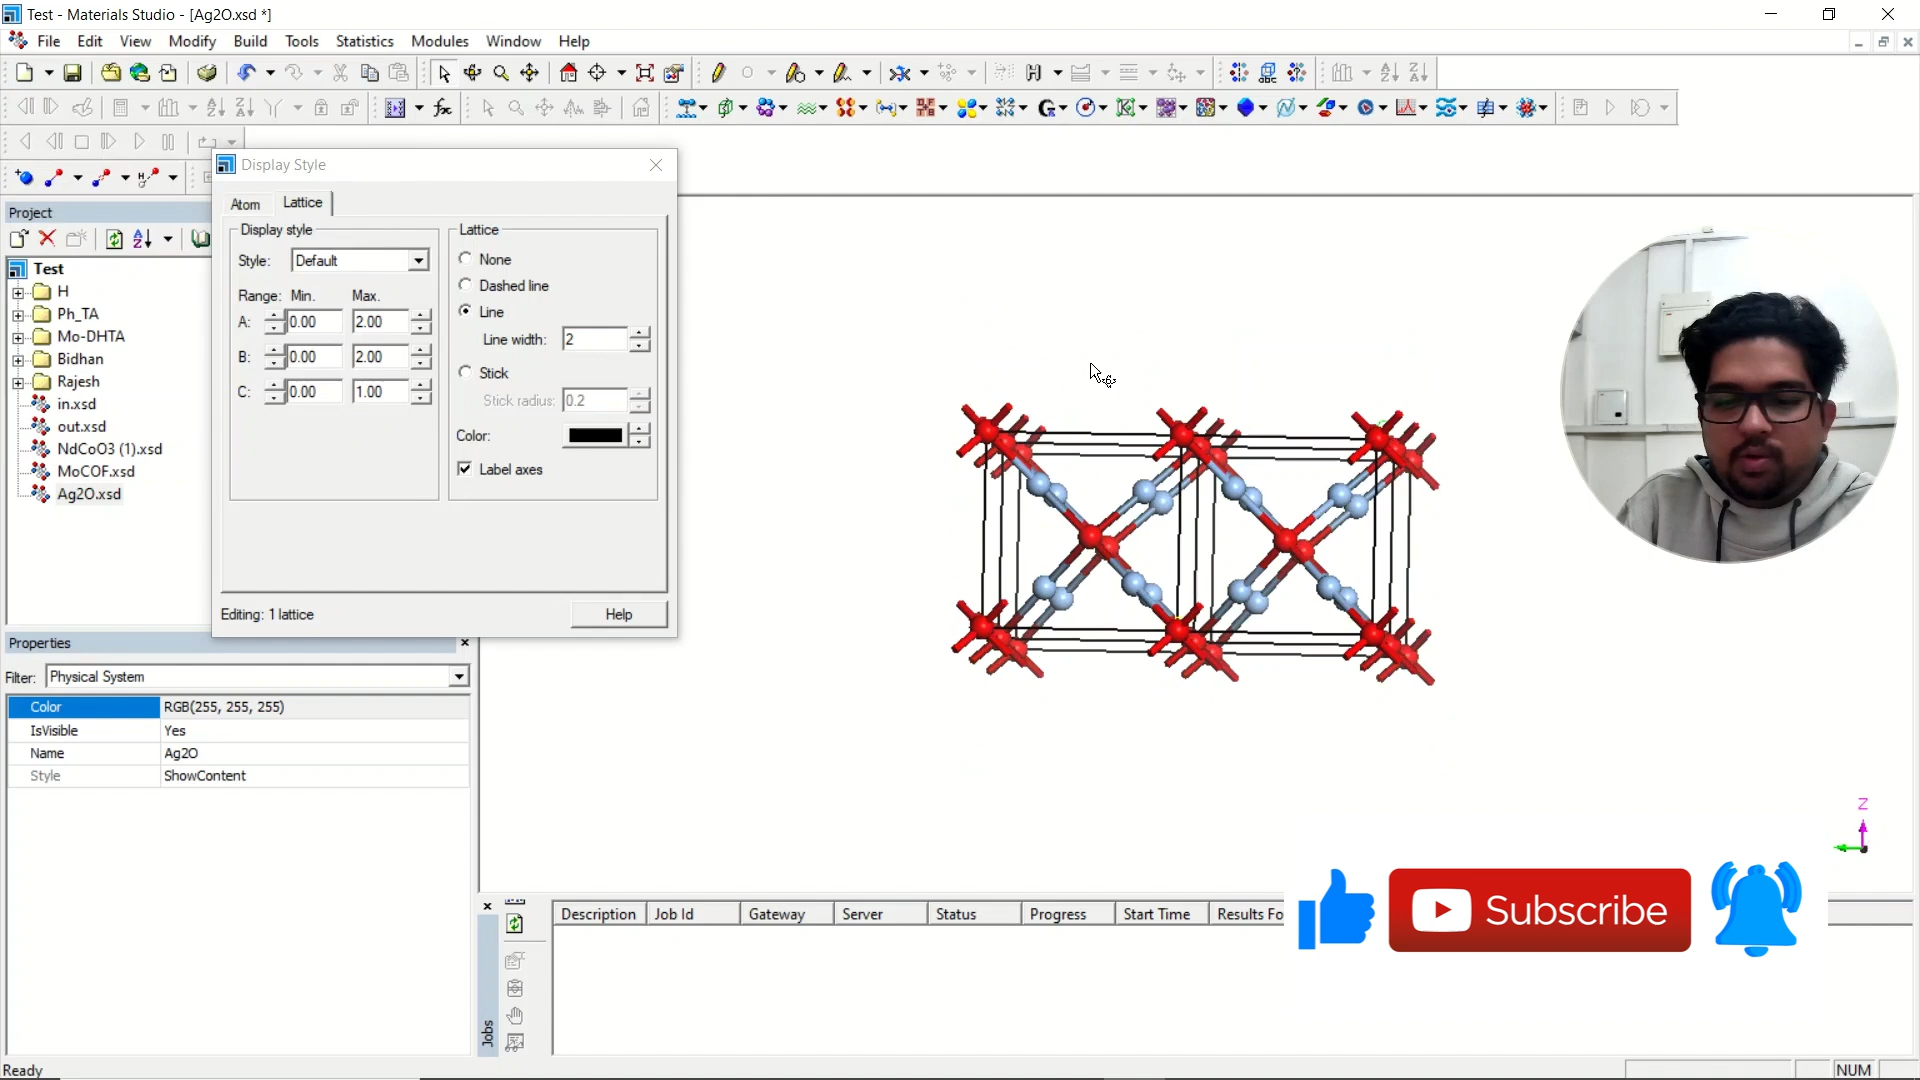 Test - Materials Studio - [Ag2O.xsd *]
File Edit View Modify Build Tools Statistics Modules Window Help
Display Style
Atom Lattice
Project
Display style
Lattice
Style: Default
None
Dashed line
Test
Range: Min. Max.
H
Line
Ph_TA
A: 0.00 2.00
Mo-DHTA
Line width: 2
Bidhan
B: 0.00 2.00
Rajesh
Stick
in.xsd
C: 0.00 1.00
Stick radius: 0.2
out.xsd
Color:
NdCoO3 (1).xsd
Label axes
MoCOF.xsd
Ag2O.xsd
Editing: 1 lattice
Help
Properties
Filter: Physical System
Color RGB(255, 255, 255)
IsVisible Yes
Name Ag2O
Style ShowContent
Z
Description Job Id Gateway Server Status Progress Start Time Results Fo
Subscribe
Jobs
Ready
NUM